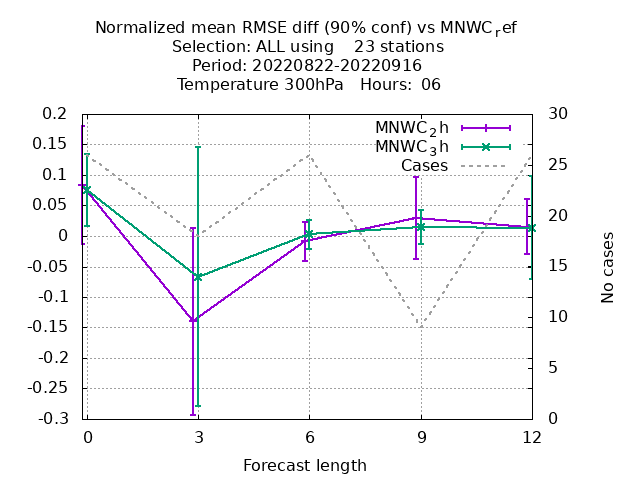 Normalized mean RMSE diff (90% conf) vs MNWC_ref
Selection: ALL using    23 stations
Period: 20220822-20220916
Temperature 300hPa   Hours:  06
0.2
0.15
0.1
0.05
0
-0.05
-0.1
-0.15
-0.2
-0.25
-0.3
MNWC_2h
MNWC_3h
Cases
30
25
20
15
10
5
0
No cases
0 3 6 9 12
Forecast length